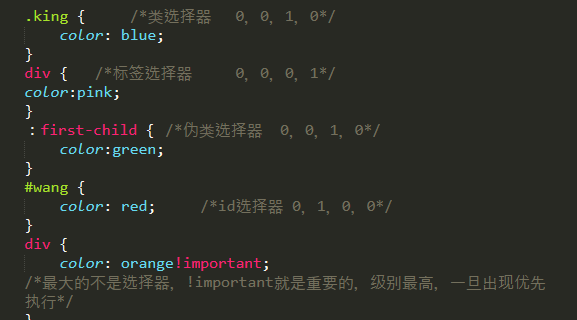 .king {     /*类选择器   0, 0, 1, 0*/
    color: blue;
}
div {   /*标签选择器     0, 0, 0, 1*/
color:pink;
}
：first-child { /*伪类选择器  0, 0, 1, 0*/
    color:green;
}
#wang {
    color: red;     /*id选择器 0, 1, 0, 0*/
}
div {
    color: orange!important;
/*最大的不是选择器, !important就是重要的, 级别最高, 一旦出现优先
执行*/
}